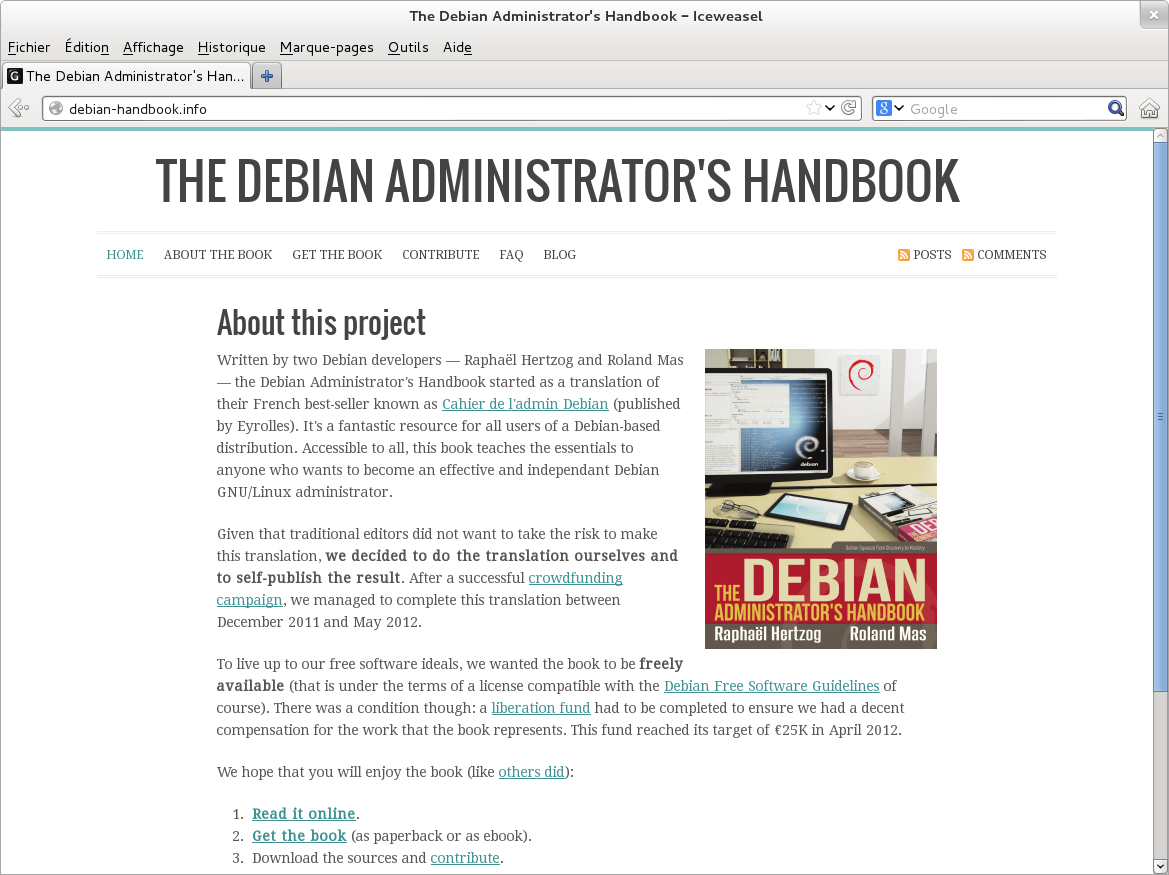 The Debian Administrator's Handbook – Iceweasel
Fichier Édition Affichage Historique Marque-pages Outils Aide
The Debian Administrator's Han...
debian-handbook.info
Google
THE DEBIAN ADMINISTRATOR'S HANDBOOK
HOME ABOUT THE BOOK GET THE BOOK CONTRIBUTE FAQ BLOG POSTS COMMENTS
About this project
Written by two Debian developers — Raphaël Hertzog and Roland Mas
— the Debian Administrator's Handbook started as a translation of
their French best-seller known as Cahier de l'admin Debian (published
by Eyrolles). It's a fantastic resource for all users of a Debian-based
distribution. Accessible to all, this book teaches the essentials to
anyone who wants to become an effective and independant Debian
GNU/Linux administrator.
debian
Debian Squeeze from Discovery to Mastery
THE DEBIAN
ADMINISTRATOR'S HANDBOOK
Raphaël Hertzog Roland Mas
Given that traditional editors did not want to take the risk to make
this translation, we decided to do the translation ourselves and
to self-publish the result. After a successful crowdfunding
campaign, we managed to complete this translation between
December 2011 and May 2012.
To live up to our free software ideals, we wanted the book to be freely
available (that is under the terms of a license compatible with the Debian Free Software Guidelines of
course). There was a condition though: a liberation fund had to be completed to ensure we had a decent
compensation for the work that the book represents. This fund reached its target of €25K in April 2012.
We hope that you will enjoy the book (like others did):
1. Read it online.
2. Get the book (as paperback or as ebook).
3. Download the sources and contribute.